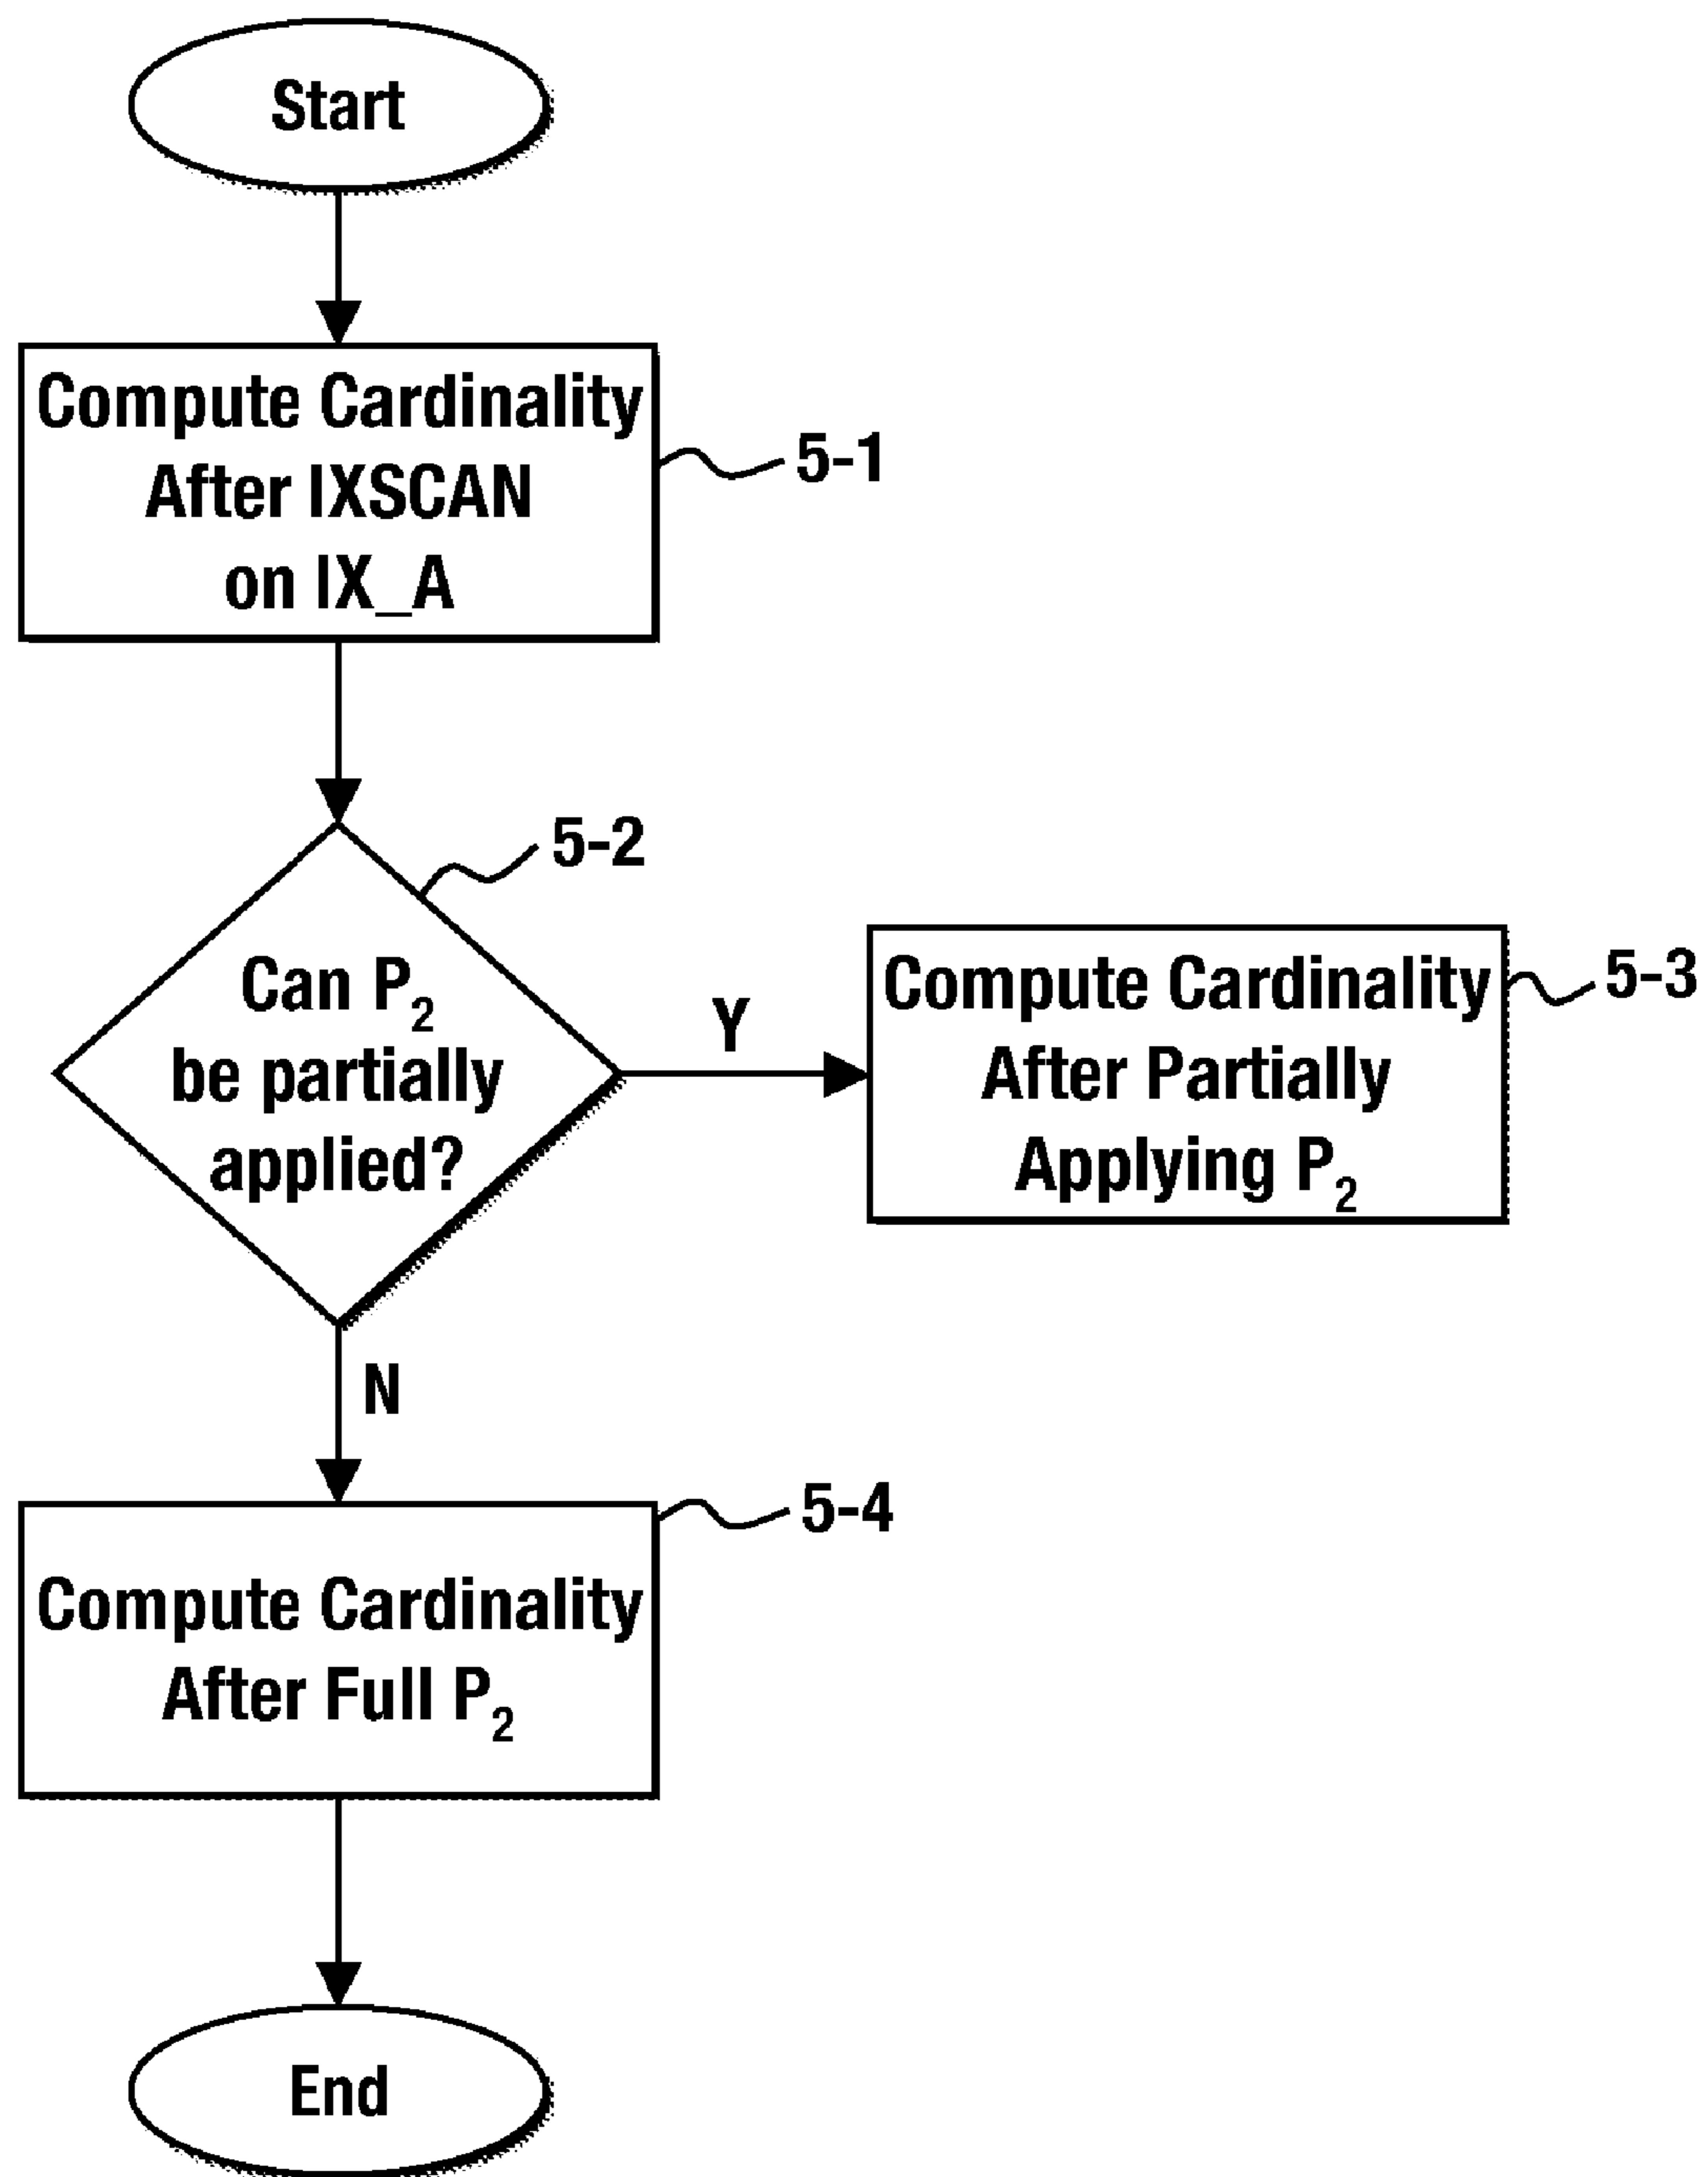 Start
Compute Cardinality
After IXSCAN
on IX_A
5-1
5-2
Can P₂
be partially
applied?
Y
Compute Cardinality
After Partially
Applying P₂
5-3
N
5-4
Compute Cardinality
After Full P₂
End